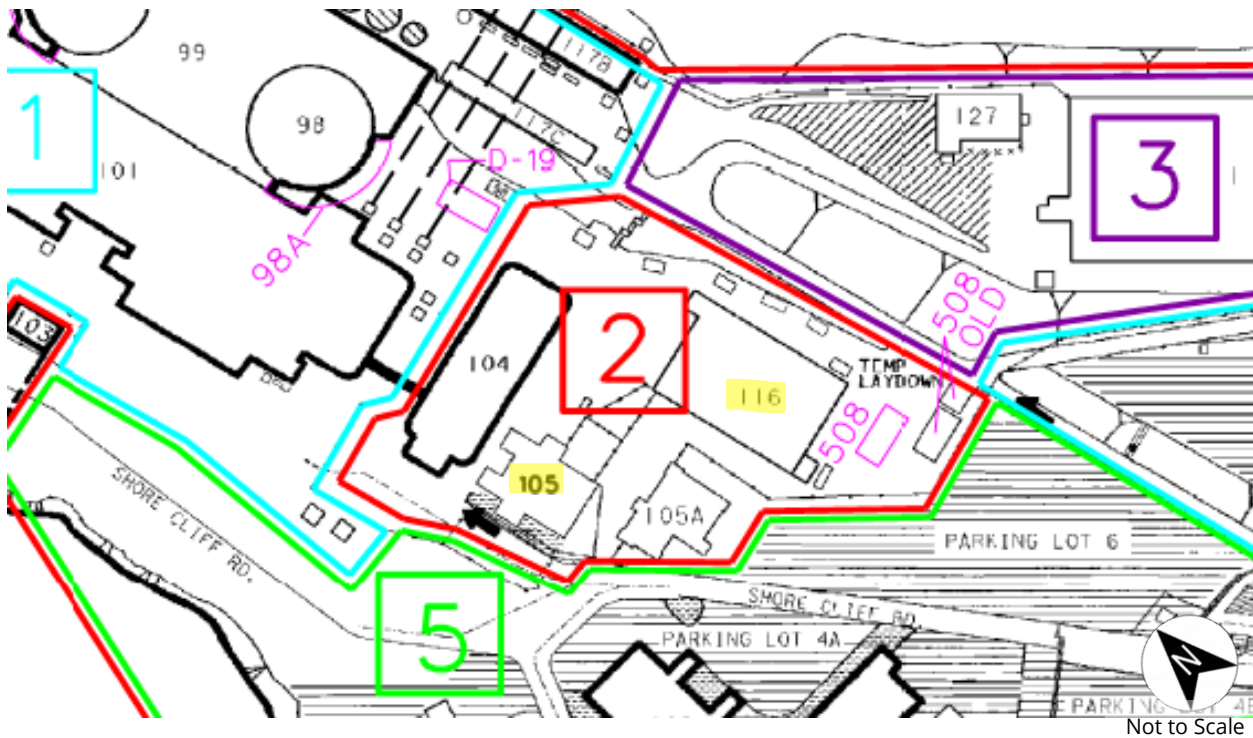 99
117B
1
98
117C
127
101
D-19
3
98A
508
OLD
103
104
2
TEMP
LAYDOWN
116
508
105
105A
SHORE CLIFF RD.
PARKING LOT 6
5
SHORE CLIFF RD
PARKING LOT 4A
N
PARKING LOT 4B
Not to Scale